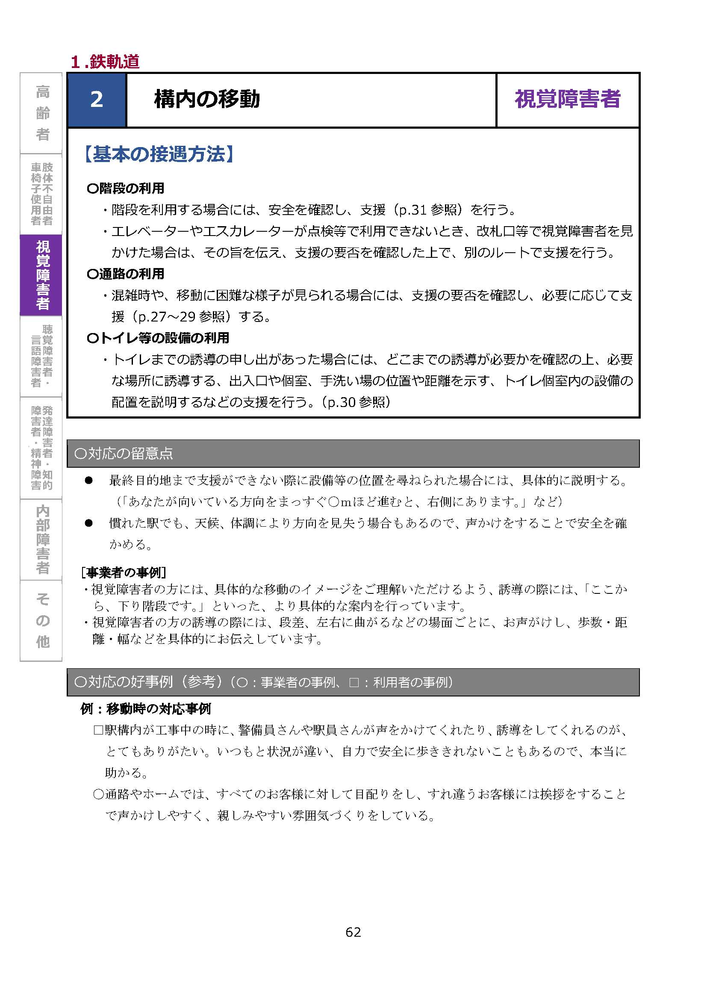 １.鉄軌道
2
構内の移動
視覚障害者
高齢者
肢体不自由者
車椅子使用者
視覚障害者
聴覚障害者・
言語障害者
発達障害者・知的
障害者・精神障害
内部障害者
その他
【基本の接遇方法】
〇階段の利用
・階段を利用する場合には、安全を確認し、支援（p.31 参照）を行う。
・エレベーターやエスカレーターが点検等で利用できないとき、改札口等で視覚障害者を見
かけた場合は、その旨を伝え、支援の要否を確認した上で、別のルートで支援を行う。
〇通路の利用
・混雑時や、移動に困難な様子が見られる場合には、支援の要否を確認し、必要に応じて支
援（p.27～29 参照）する。
〇トイレ等の設備の利用
・トイレまでの誘導の申し出があった場合には、どこまでの誘導が必要かを確認の上、必要
な場所に誘導する、出入口や個室、手洗い場の位置や距離を示す、トイレ個室内の設備の
配置を説明するなどの支援を行う。（p.30 参照）
〇対応の留意点
● 最終目的地まで支援ができない際に設備等の位置を尋ねられた場合には、具体的に説明する。
（「あなたが向いている方向をまっすぐ〇ｍほど進むと、右側にあります。」など）
● 慣れた駅でも、天候、体調により方向を見失う場合もあるので、声かけをすることで安全を確
かめる。
［事業者の事例］
・視覚障害者の方には、具体的な移動のイメージをご理解いただけるよう、誘導の際には、「ここか
ら、下り階段です。」といった、より具体的な案内を行っています。
・視覚障害者の方の誘導の際には、段差、左右に曲がるなどの場面ごとに、お声がけし、歩数・距
離・幅などを具体的にお伝えしています。
〇対応の好事例（参考）（〇：事業者の事例、□：利用者の事例）
例：移動時の対応事例
□駅構内が工事中の時に、警備員さんや駅員さんが声をかけてくれたり、誘導をしてくれるのが、
とてもありがたい。いつもと状況が違い、自力で安全に歩ききれないこともあるので、本当に
助かる。
〇通路やホームでは、すべてのお客様に対して目配りをし、すれ違うお客様には挨拶をすること
で声かけしやすく、親しみやすい雰囲気づくりをしている。
62